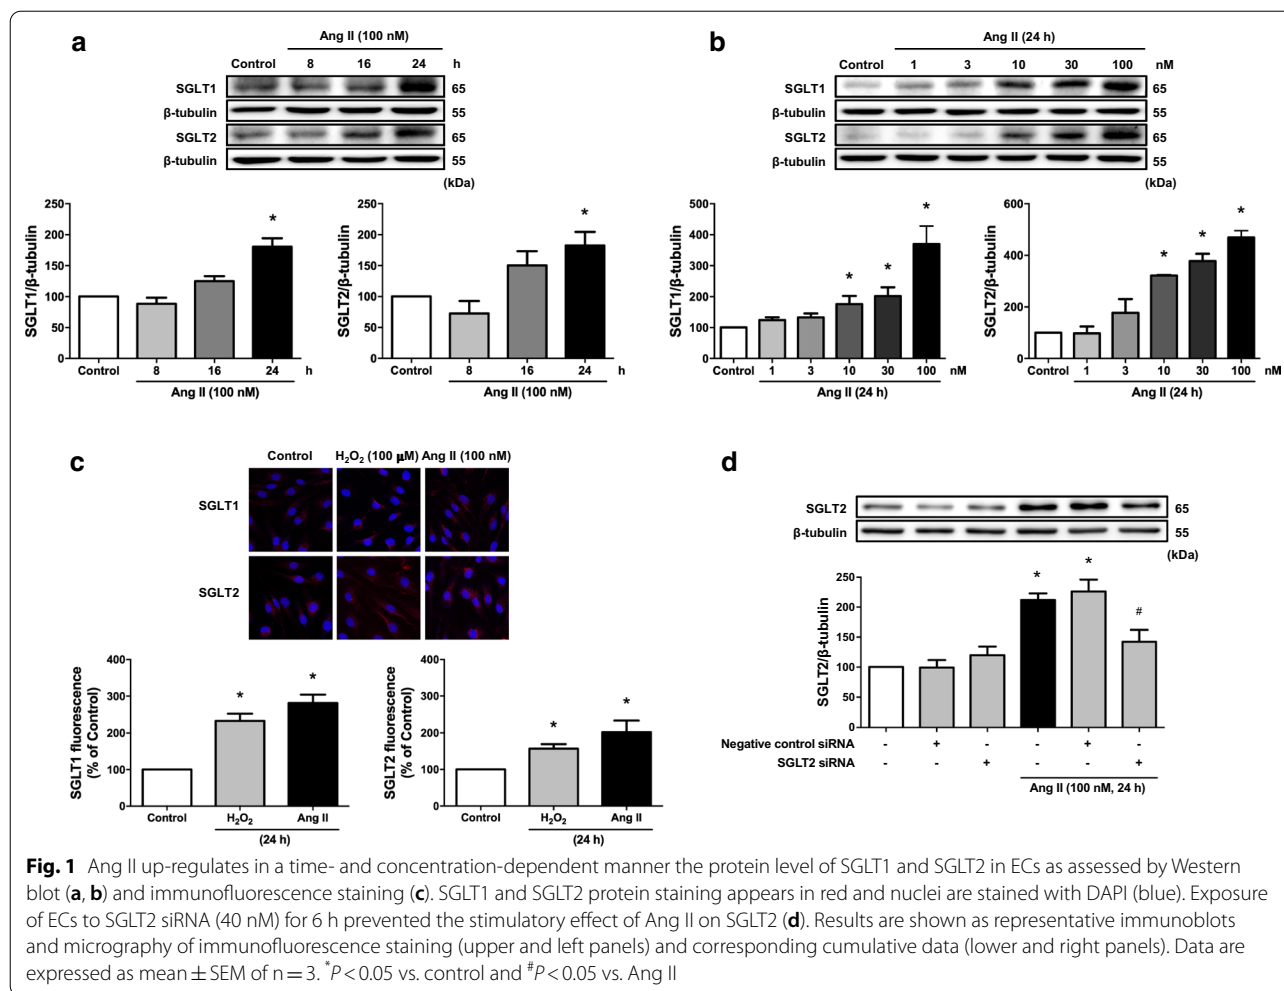 a
Ang II (100 nM)
Control 8 16 24 h
SGLT1 65
β-tubulin 55
SGLT2 65
β-tubulin 55
(kDa)
SGLT1/β-tubulin
250
200
150
100
50
0
*
Control 8 16 24 h
Ang II (100 nM)
SGLT2/β-tubulin
250
200
150
100
50
0
*
Control 8 16 24 h
Ang II (100 nM)
b
Ang II (24 h)
Control 1 3 10 30 100 nM
SGLT1 65
β-tubulin 55
SGLT2 65
β-tubulin 55
(kDa)
SGLT1/β-tubulin
500
400
300
200
100
0
* * *
Control 1 3 10 30 100 nM
Ang II (24 h)
SGLT2/β-tubulin
600
400
200
0
* * *
Control 1 3 10 30 100 nM
Ang II (24 h)
c
Control H₂O₂ (100 μM) Ang II (100 nM)
SGLT1
SGLT2
SGLT1 fluorescence
(% of Control)
400
300
200
100
0
* *
Control H₂O₂ Ang II
(24 h)
SGLT2 fluorescence
(% of Control)
400
300
200
100
0
* *
Control H₂O₂ Ang II
(24 h)
d
SGLT2 65
β-tubulin 55
(kDa)
SGLT2/β-tubulin
250
200
150
100
50
0
* * #
Negative control siRNA - + - - + -
SGLT2 siRNA - - + - - +
Ang II (100 nM, 24 h)
Fig. 1 Ang II up-regulates in a time- and concentration-dependent manner the protein level of SGLT1 and SGLT2 in ECs as assessed by Western
blot (a, b) and immunofluorescence staining (c). SGLT1 and SGLT2 protein staining appears in red and nuclei are stained with DAPI (blue). Exposure
of ECs to SGLT2 siRNA (40 nM) for 6 h prevented the stimulatory effect of Ang II on SGLT2 (d). Results are shown as representative immunoblots
and micrography of immunofluorescence staining (upper and left panels) and corresponding cumulative data (lower and right panels). Data are
expressed as mean ± SEM of n = 3. *P < 0.05 vs. control and #P < 0.05 vs. Ang II